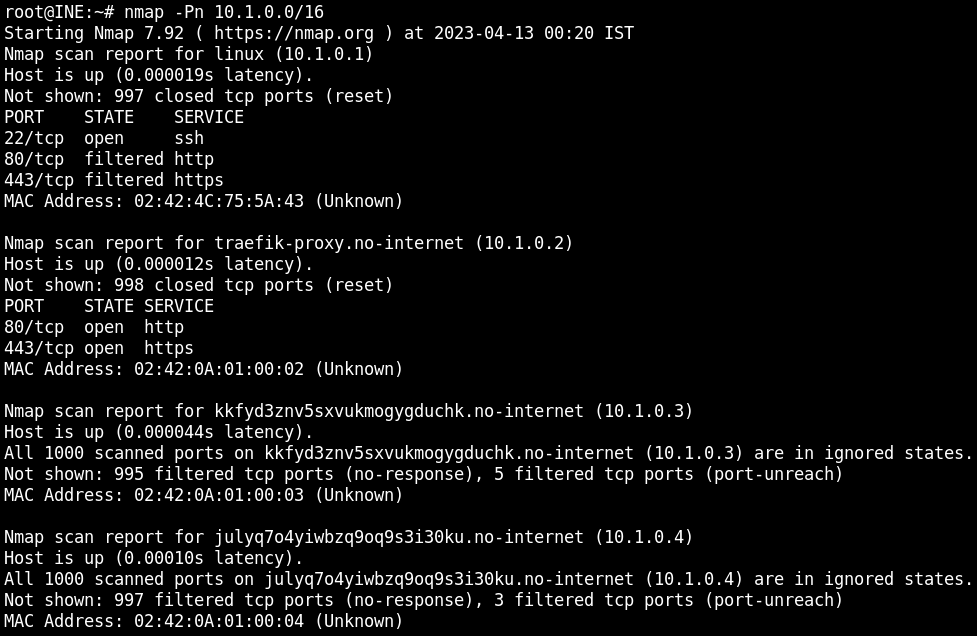 root@INE:~# nmap -Pn 10.1.0.0/16
Starting Nmap 7.92 ( https://nmap.org ) at 2023-04-13 00:20 IST
Nmap scan report for linux (10.1.0.1)
Host is up (0.000019s latency).
Not shown: 997 closed tcp ports (reset)
PORT    STATE    SERVICE
22/tcp  open     ssh
80/tcp  filtered http
443/tcp filtered https
MAC Address: 02:42:4C:75:5A:43 (Unknown)

Nmap scan report for traefik-proxy.no-internet (10.1.0.2)
Host is up (0.000012s latency).
Not shown: 998 closed tcp ports (reset)
PORT    STATE SERVICE
80/tcp  open  http
443/tcp open  https
MAC Address: 02:42:0A:01:00:02 (Unknown)

Nmap scan report for kkfyd3znv5sxvukmogygduchk.no-internet (10.1.0.3)
Host is up (0.000044s latency).
All 1000 scanned ports on kkfyd3znv5sxvukmogygduchk.no-internet (10.1.0.3) are in ignored states.
Not shown: 995 filtered tcp ports (no-response), 5 filtered tcp ports (port-unreach)
MAC Address: 02:42:0A:01:00:03 (Unknown)

Nmap scan report for julyq7o4yiwbzq9oq9s3i30ku.no-internet (10.1.0.4)
Host is up (0.00010s latency).
All 1000 scanned ports on julyq7o4yiwbzq9oq9s3i30ku.no-internet (10.1.0.4) are in ignored states.
Not shown: 997 filtered tcp ports (no-response), 3 filtered tcp ports (port-unreach)
MAC Address: 02:42:0A:01:00:04 (Unknown)